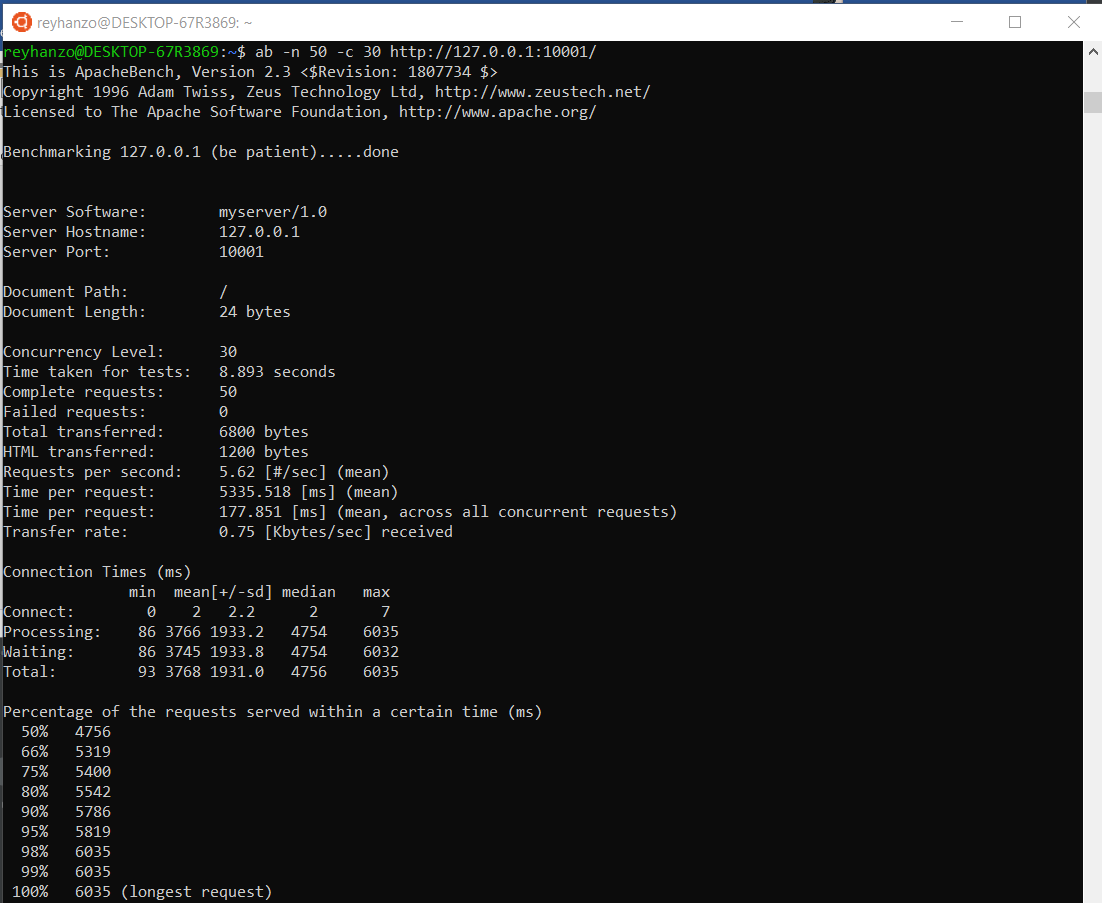 reyhanzo@DESKTOP-67R3869: ~
reyhanzo@DESKTOP-67R3869:~$ ab -n 50 -c 30 http://127.0.0.1:10001/
This is ApacheBench, Version 2.3 <$Revision: 1807734 $>
Copyright 1996 Adam Twiss, Zeus Technology Ltd, http://www.zeustech.net/
Licensed to The Apache Software Foundation, http://www.apache.org/

Benchmarking 127.0.0.1 (be patient).....done


Server Software:        myserver/1.0
Server Hostname:        127.0.0.1
Server Port:            10001

Document Path:          /
Document Length:        24 bytes

Concurrency Level:      30
Time taken for tests:   8.893 seconds
Complete requests:      50
Failed requests:        0
Total transferred:      6800 bytes
HTML transferred:       1200 bytes
Requests per second:    5.62 [#/sec] (mean)
Time per request:       5335.518 [ms] (mean)
Time per request:       177.851 [ms] (mean, across all concurrent requests)
Transfer rate:          0.75 [Kbytes/sec] received

Connection Times (ms)
              min  mean[+/-sd] median   max
Connect:        0    2   2.2      2       7
Processing:    86 3766 1933.2   4754    6035
Waiting:       86 3745 1933.8   4754    6032
Total:         93 3768 1931.0   4756    6035

Percentage of the requests served within a certain time (ms)
  50%   4756
  66%   5319
  75%   5400
  80%   5542
  90%   5786
  95%   5819
  98%   6035
  99%   6035
 100%   6035 (longest request)